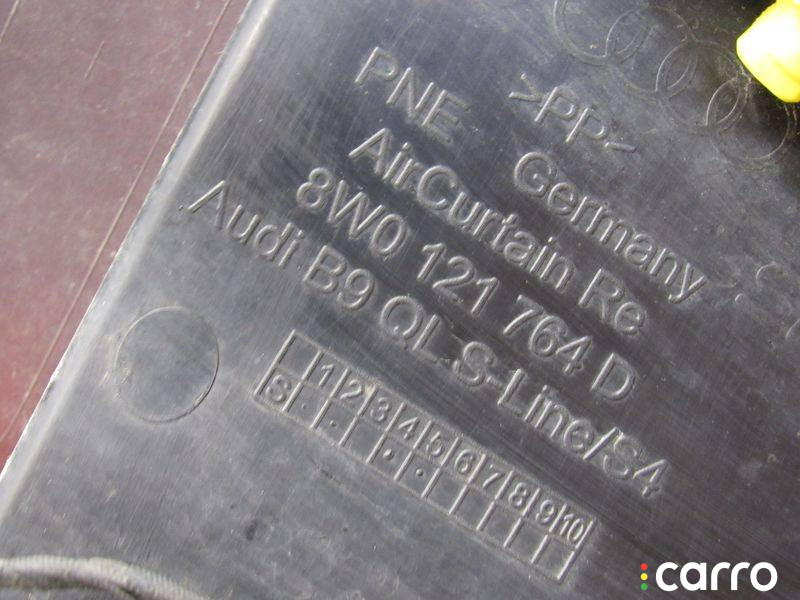 >PP<
PNE Germany
AirCurtain Re
8W0 121 764 D
Audi B9 QL S-Line/S4
1 2 3 4 5 6 7 8 9 10
S
carro